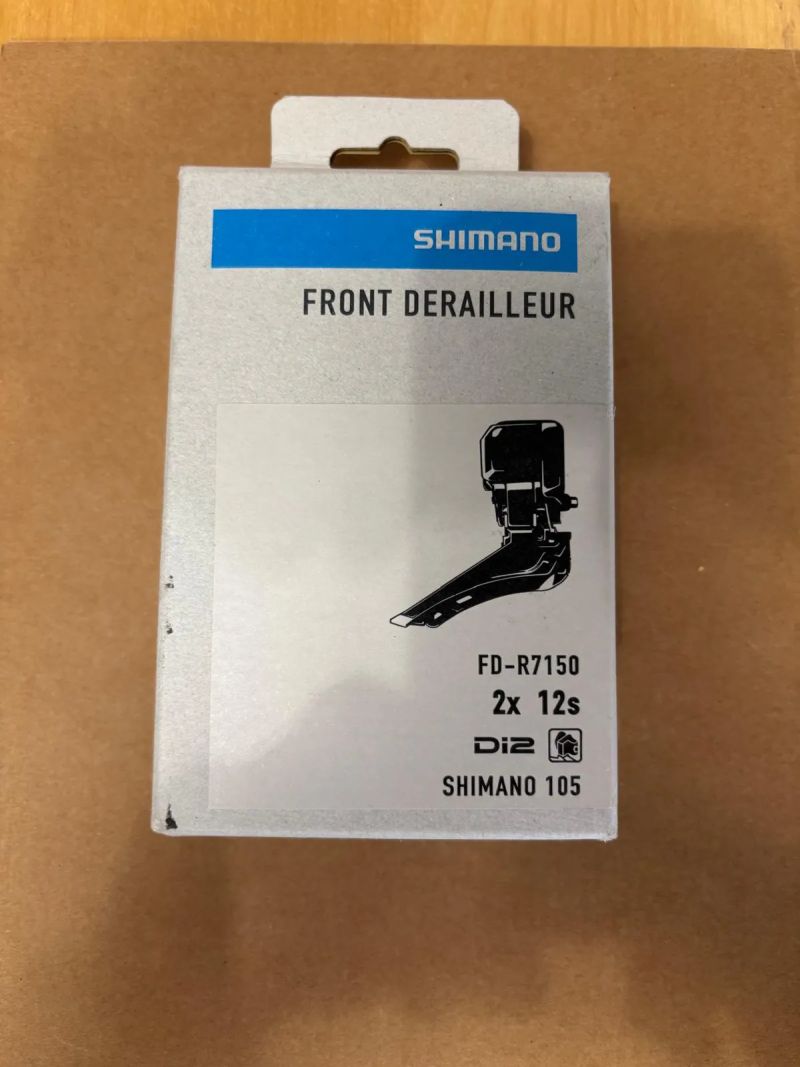 SHIMANO
FRONT DERAILLEUR
FD-R7150
2x 12s
Di2
SHIMANO 105